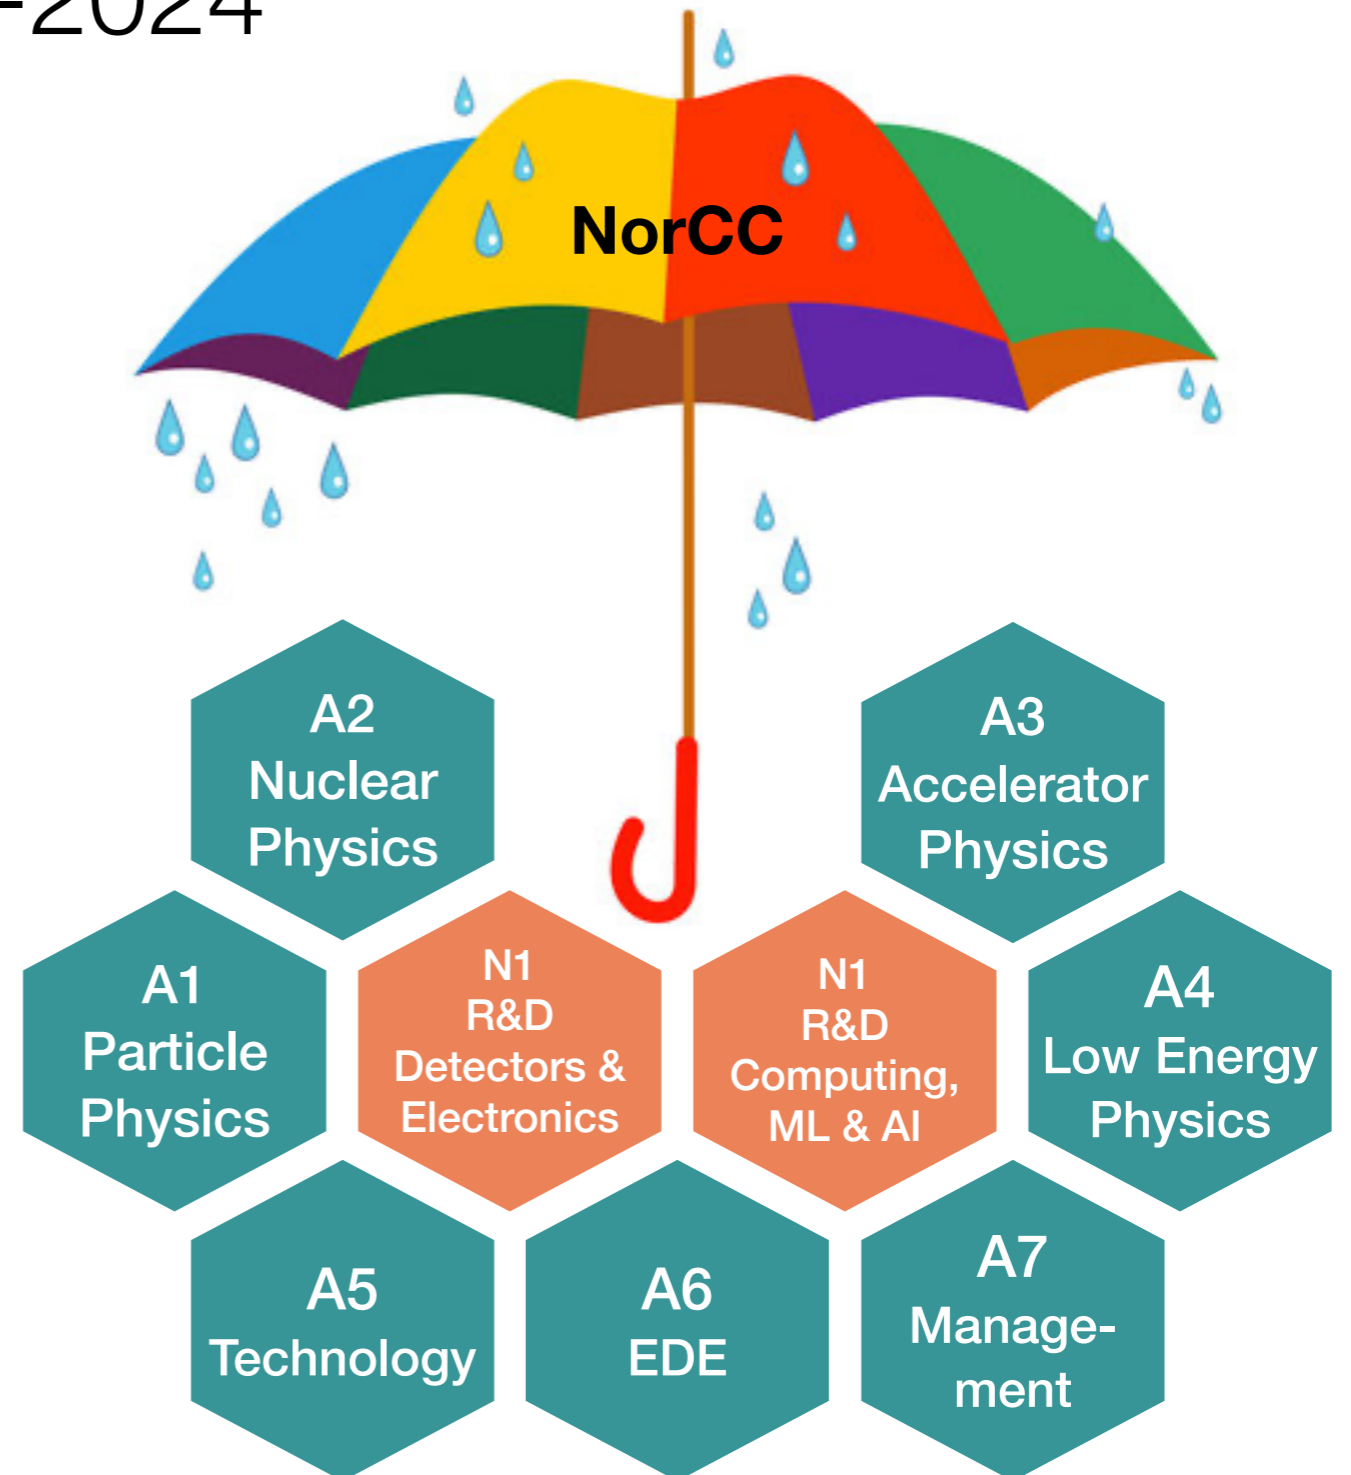 -2024
NorCC
A2
Nuclear
Physics
A3
Accelerator
Physics
A1
Particle
Physics
N1
R&D
Detectors &
Electronics
N1
R&D
Computing,
ML & AI
A4
Low Energy
Physics
A5
Technology
A6
EDE
A7
Manage-
ment